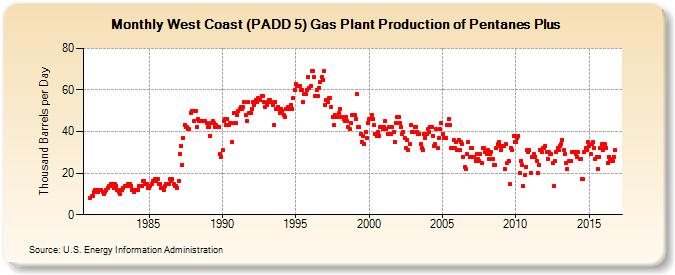 Monthly West Coast (PADD 5) Gas Plant Production of Pentanes Plus
Thousand Barrels per Day
80
60
40
20
0
1985 1990 1995 2000 2005 2010 2015
Source: U.S. Energy Information Administration